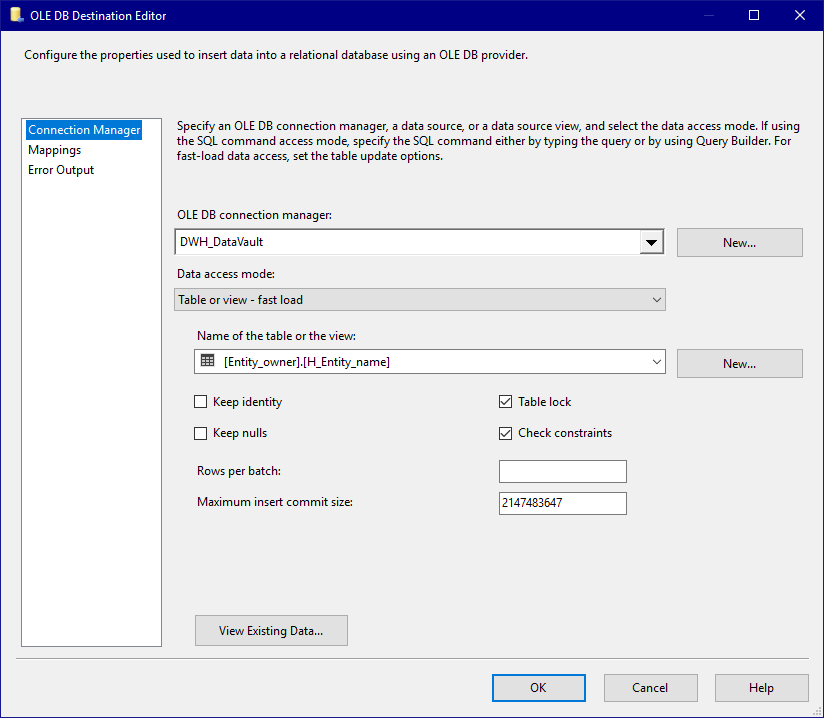 OLE DB Destination Editor
Configure the properties used to insert data into a relational database using an OLE DB provider.
Connection Manager
Mappings
Error Output
Specify an OLE DB connection manager, a data source, or a data source view, and select the data access mode. If using
the SQL command access mode, specify the SQL command either by typing the query or by using Query Builder. For
fast-load data access, set the table update options.
OLE DB connection manager:
DWH_DataVault
New...
Data access mode:
Table or view - fast load
Name of the table or the view:
[Entity_owner].[H_Entity_name]
New...
Keep identity
Table lock
Keep nulls
Check constraints
Rows per batch:
Maximum insert commit size:
2147483647
View Existing Data...
OK
Cancel
Help